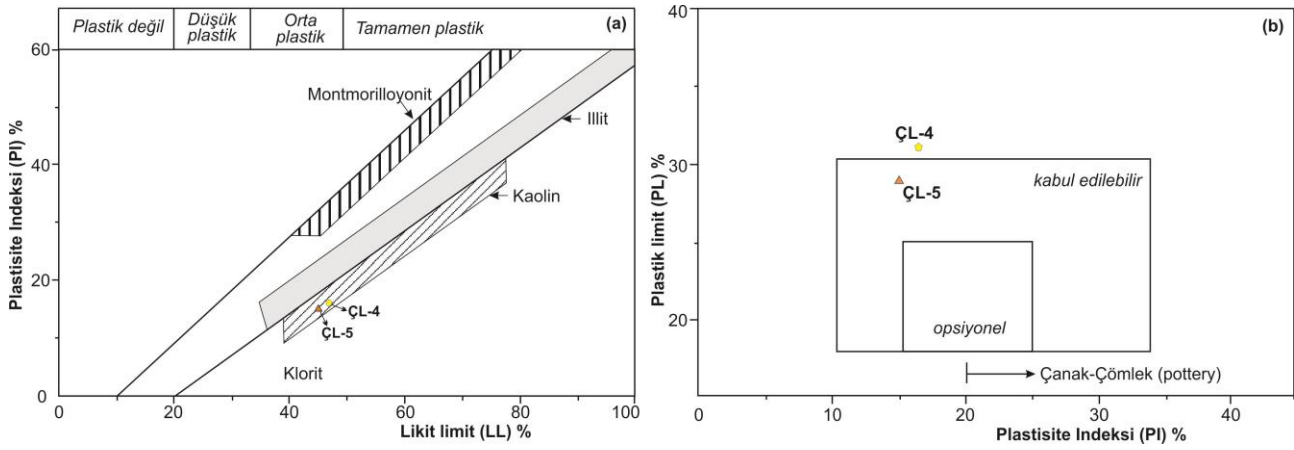 Plastik değil
Düşük
plastik
Orta
plastik
Tamamen plastik
(a)
Plastisite Indeksi (PI) %
60
40
20
0
Montmorilloyonit
Illit
Kaolin
ÇL-4
ÇL-5
Klorit
0
20
40
60
80
100
Likit limit (LL) %
(b)
Plastik limit (PL) %
40
30
20
ÇL-4
ÇL-5
kabul edilebilir
opsiyonel
Çanak-Çömlek (pottery)
0
10
20
30
40
Plastisite Indeksi (PI) %